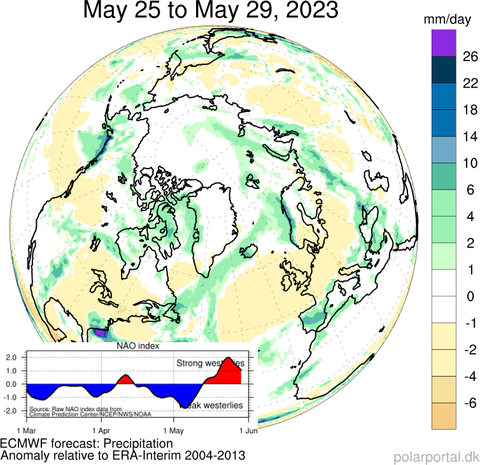 May 25 to May 29, 2023
mm/day
26
22
18
14
10
6
4
2
1
0
-1
-2
-4
-6
NAO index
Strong westerlies
2.0
1.0
0.0
-1.0
-2.0
Weak westerlies
Source: Raw NAO index data from
Climate Prediction Center/NCEP/NWS/NOAA
1 Mar
1 Apr
1 May
1 Jun
ECMWF forecast: Precipitation
Anomaly relative to ERA-Interim 2004-2013
polarportal.dk